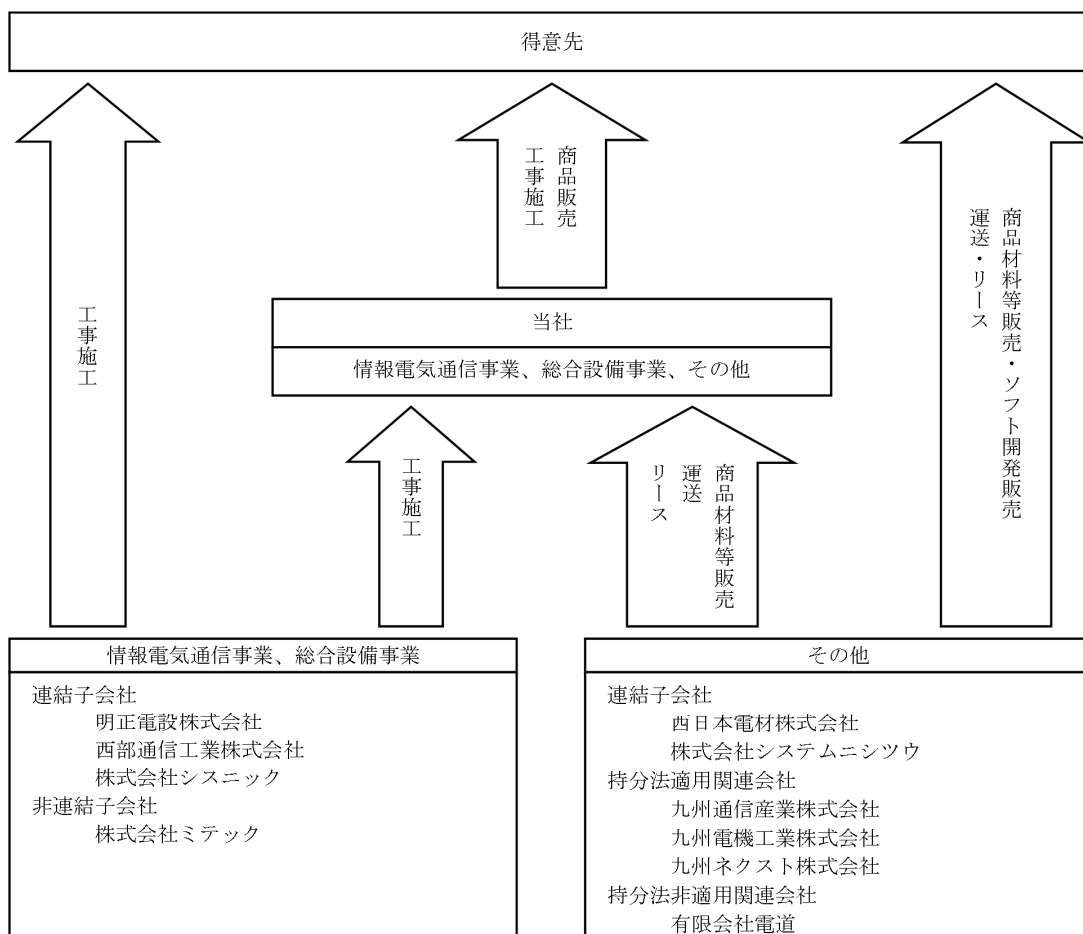 得意先
工事施工
商品販売
工事施工
商品材料等販売・ソフト開発販売
運送・リース
当社
情報電気通信事業、総合設備事業、その他
工事施工
商品材料等販売
運送
リース
情報電気通信事業、総合設備事業
連結子会社
明正電設株式会社
西部通信工業株式会社
株式会社シスニック
非連結子会社
株式会社ミテック
その他
連結子会社
西日本電材株式会社
株式会社システムニシツウ
持分法適用関連会社
九州通信産業株式会社
九州電機工業株式会社
九州ネクスト株式会社
持分法非適用関連会社
有限会社電道